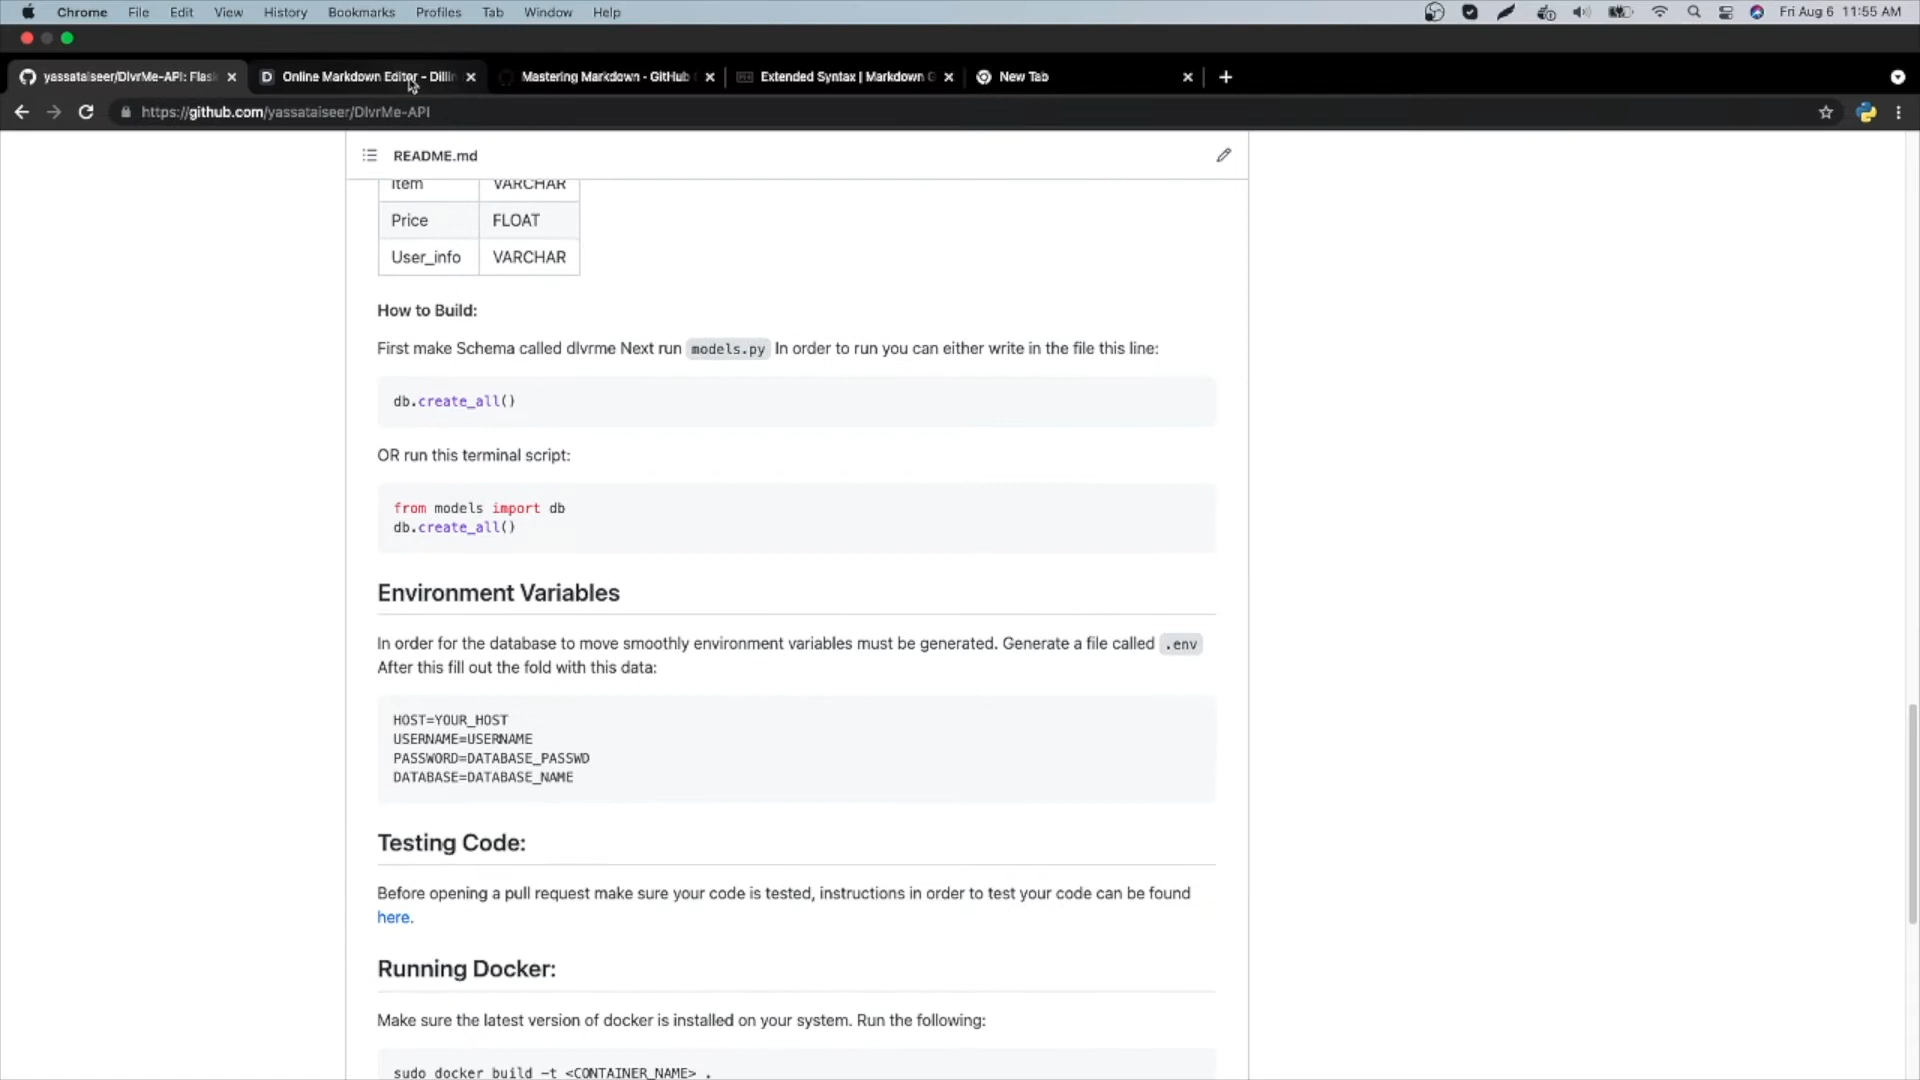 Chrome File Edit View History Bookmarks Profiles Tab Window Help Fri Aug 6 11:55 AM
yassataiseer/DlvrMe-API: Flask Online Markdown Editor - Dillin Mastering Markdown - GitHub Extended Syntax | Markdown G New Tab
https://github.com/yassataiseer/DlvrMe-API
README.md
Item VARCHAR
Price FLOAT
User_info VARCHAR
How to Build:
First make Schema called dlvrme Next run models.py In order to run you can either write in the file this line:
db.create_all()
OR run this terminal script:
from models import db
db.create_all()
Environment Variables
In order for the database to move smoothly environment variables must be generated. Generate a file called .env
After this fill out the fold with this data:
HOST=YOUR_HOST
USERNAME=USERNAME
PASSWORD=DATABASE_PASSWD
DATABASE=DATABASE_NAME
Testing Code:
Before opening a pull request make sure your code is tested, instructions in order to test your code can be found
here.
Running Docker:
Make sure the latest version of docker is installed on your system. Run the following:
sudo docker build -t <CONTAINER_NAME> .